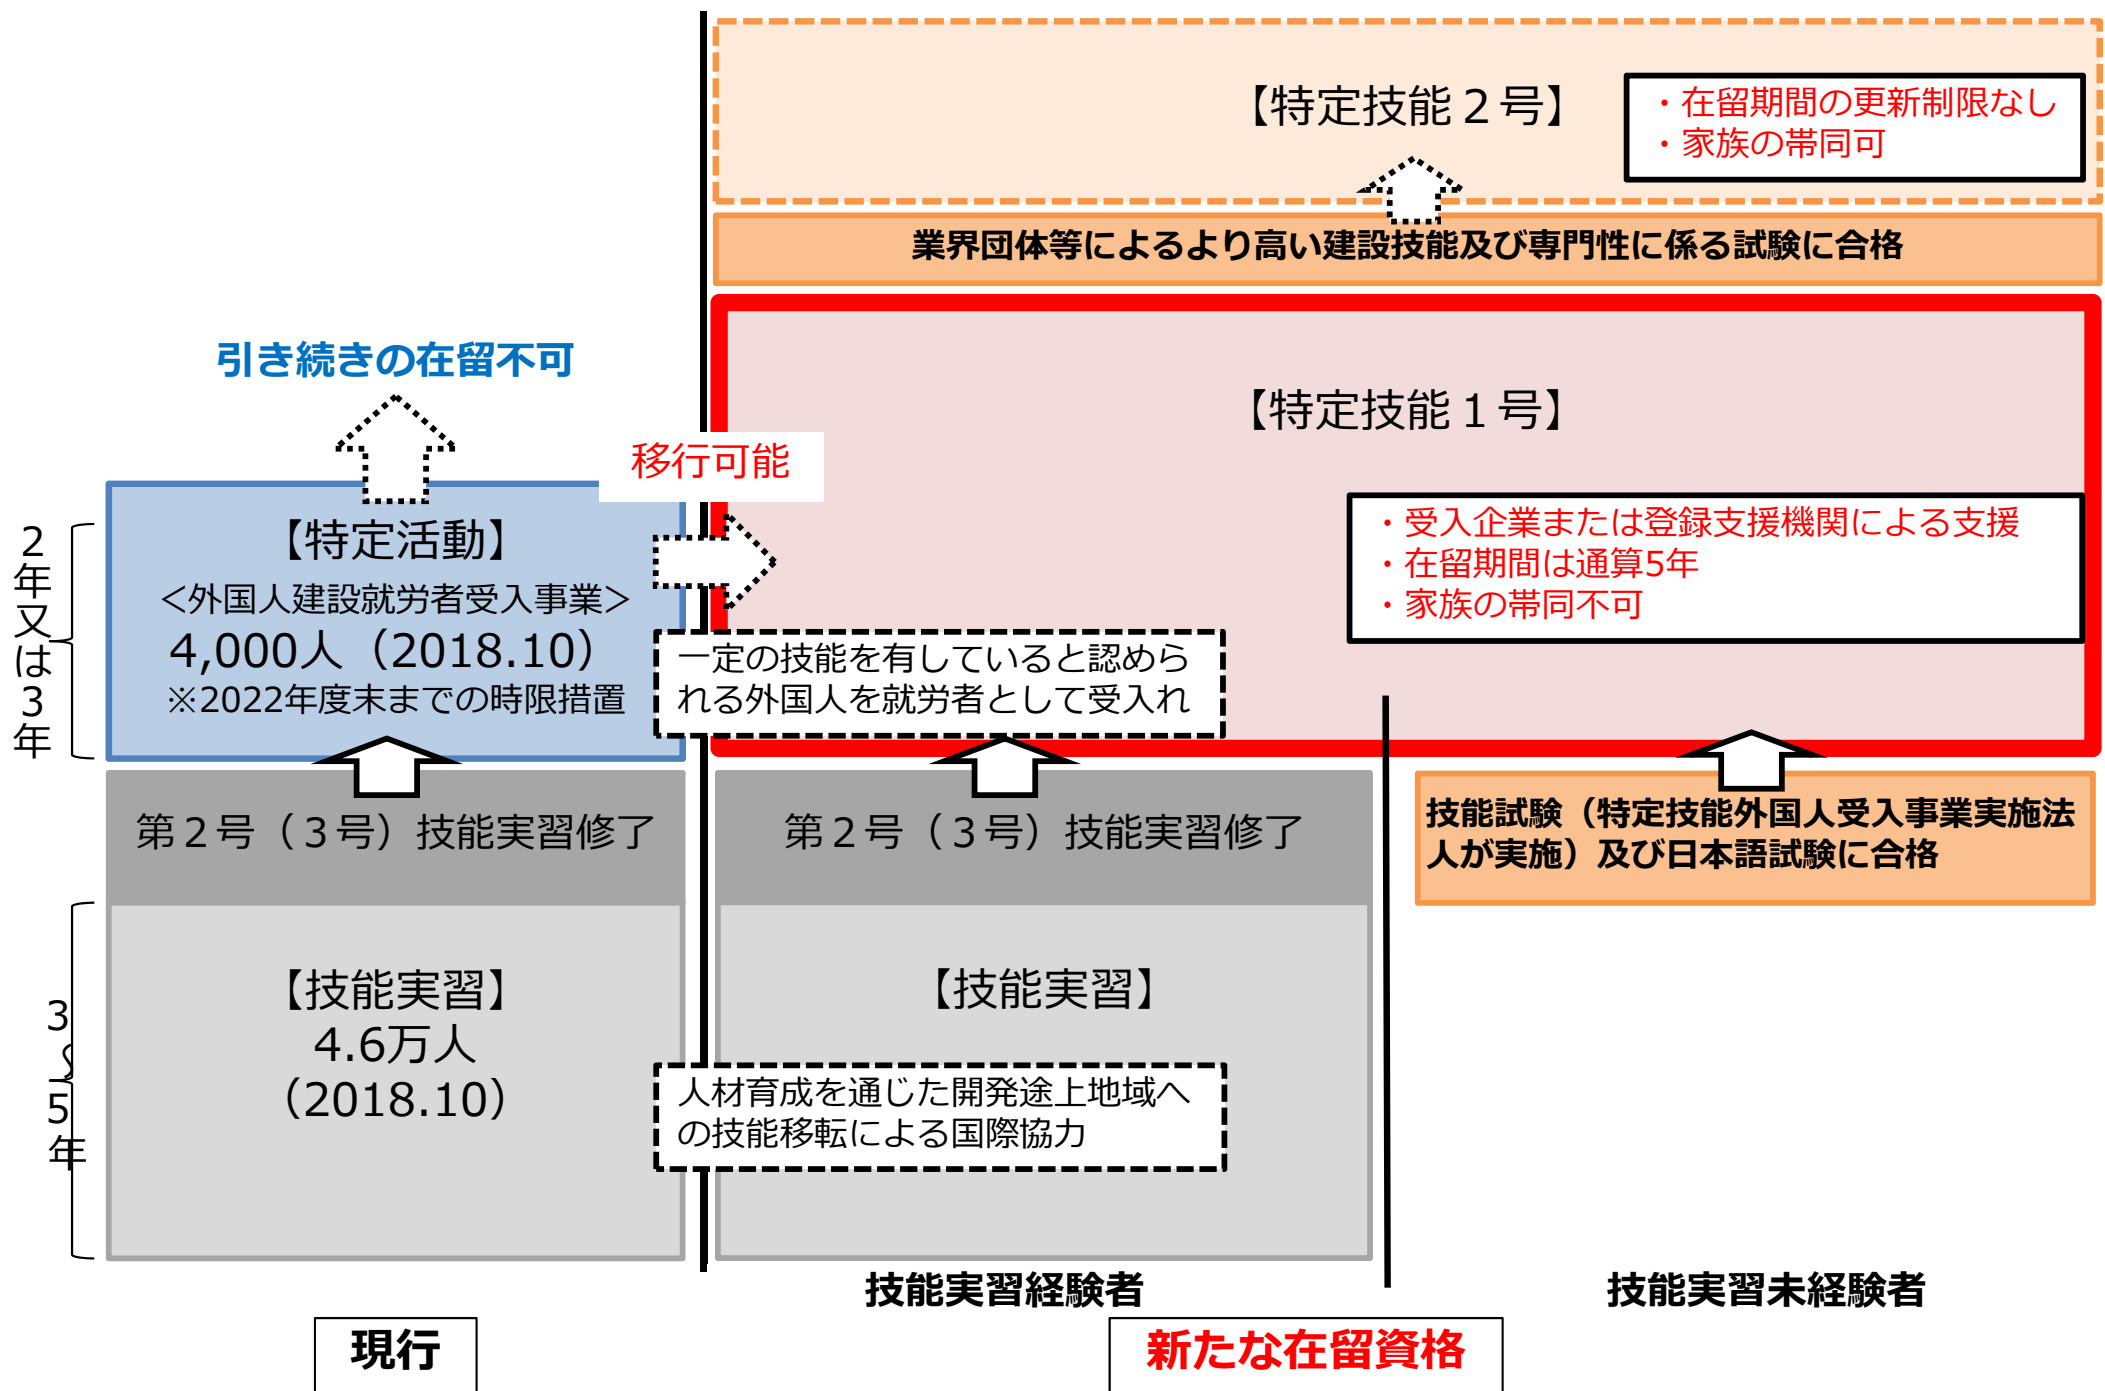 【特定技能２号】
・在留期間の更新制限なし
・家族の帯同可
業界団体等によるより高い建設技能及び専門性に係る試験に合格
引き続きの在留不可
【特定技能１号】
移行可能
・受入企業または登録支援機関による支援
・在留期間は通算5年
・家族の帯同不可
２年又は３年
【特定活動】
＜外国人建設就労者受入事業＞
4,000人（2018.10）
※2022年度末までの時限措置
一定の技能を有していると認めら
れる外国人を就労者として受入れ
第２号（３号）技能実習修了
第２号（３号）技能実習修了
技能試験（特定技能外国人受入事業実施法
人が実施）及び日本語試験に合格
３～５年
【技能実習】
4.6万人
（2018.10）
【技能実習】
人材育成を通じた開発途上地域へ
の技能移転による国際協力
技能実習経験者
技能実習未経験者
現行
新たな在留資格